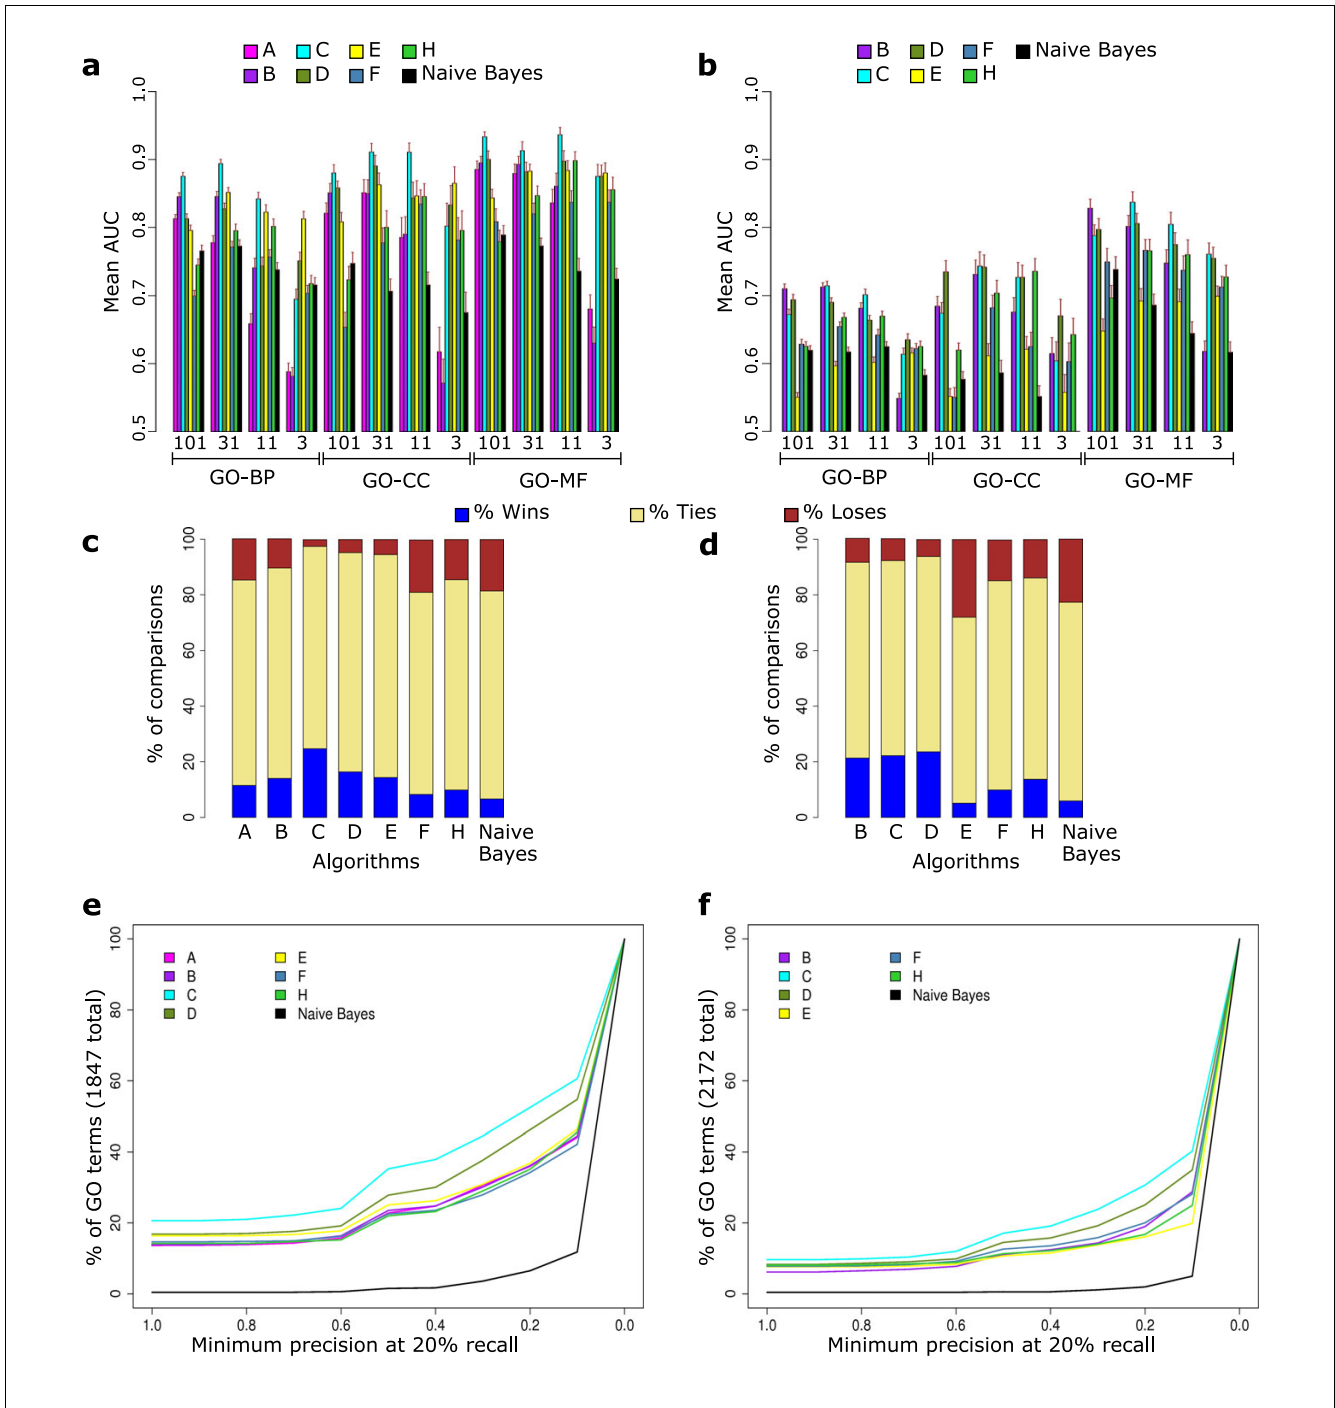 a
A C E H
B D F Naive Bayes
Mean AUC
1.0
0.9
0.8
0.7
0.6
0.5
101 31 11 3 101 31 11 3 101 31 11 3
GO-BP GO-CC GO-MF
b
B D F Naive Bayes
C E H
Mean AUC
1.0
0.9
0.8
0.7
0.6
0.5
101 31 11 3 101 31 11 3 101 31 11 3
GO-BP GO-CC GO-MF
% Wins % Ties % Loses
c
% of comparisons
100
80
60
40
20
0
A B C D E F H Naive Bayes
Algorithms
d
% of comparisons
100
80
60
40
20
0
B C D E F H Naive Bayes
Algorithms
e
% of GO terms (1847 total)
100
80
60
40
20
0
A E
B F
C H
D Naive Bayes
1.0 0.8 0.6 0.4 0.2 0.0
Minimum precision at 20% recall
f
% of GO terms (2172 total)
100
80
60
40
20
0
B F
C H
D Naive Bayes
E
1.0 0.8 0.6 0.4 0.2 0.0
Minimum precision at 20% recall